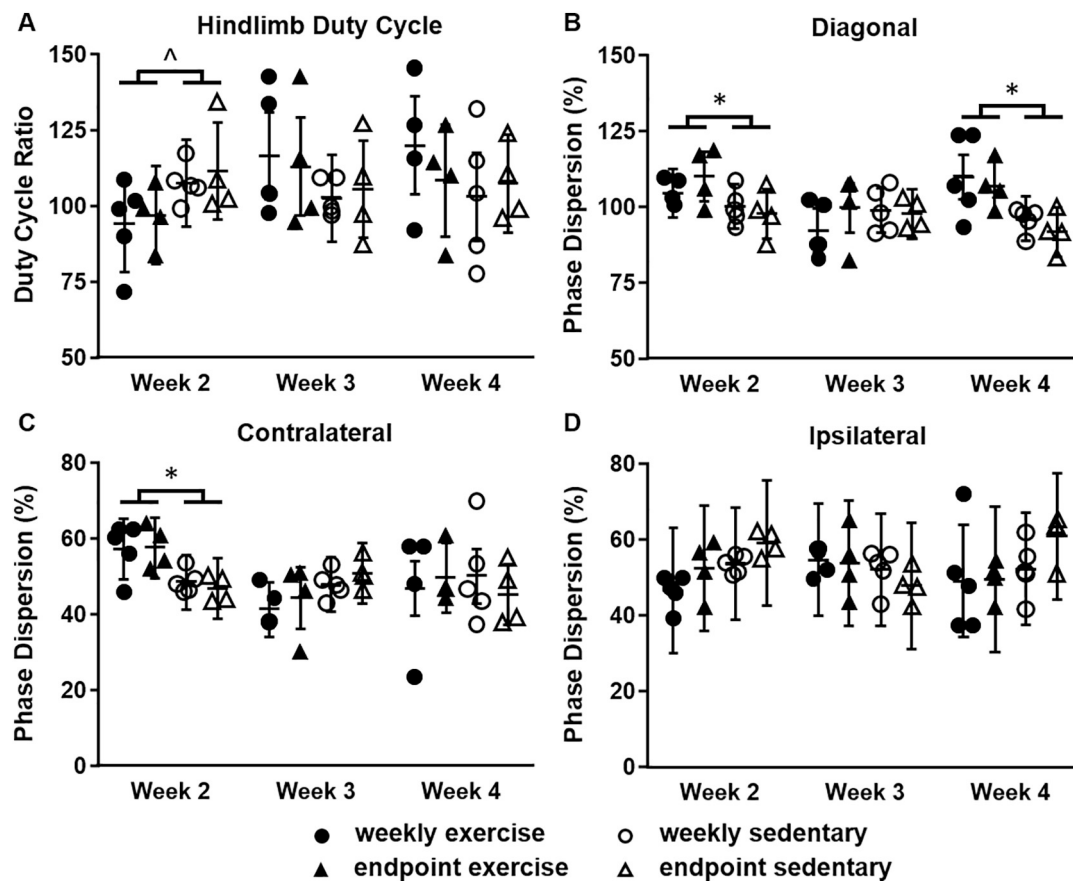 A
Hindlimb Duty Cycle
Duty Cycle Ratio
150
125
100
75
50
^
Week 2 Week 3 Week 4
B
Diagonal
Phase Dispersion (%)
150
100
50
* *
Week 2 Week 3 Week 4
C
Contralateral
Phase Dispersion (%)
80
60
40
20
0
*
Week 2 Week 3 Week 4
D
Ipsilateral
Phase Dispersion (%)
80
60
40
20
0
Week 2 Week 3 Week 4
weekly exercise weekly sedentary
endpoint exercise endpoint sedentary